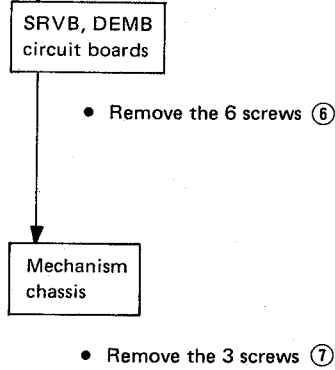 SRVB, DEMB
circuit boards
● Remove the 6 screws ⑥
Mechanism
chassis
● Remove the 3 screws ⑦